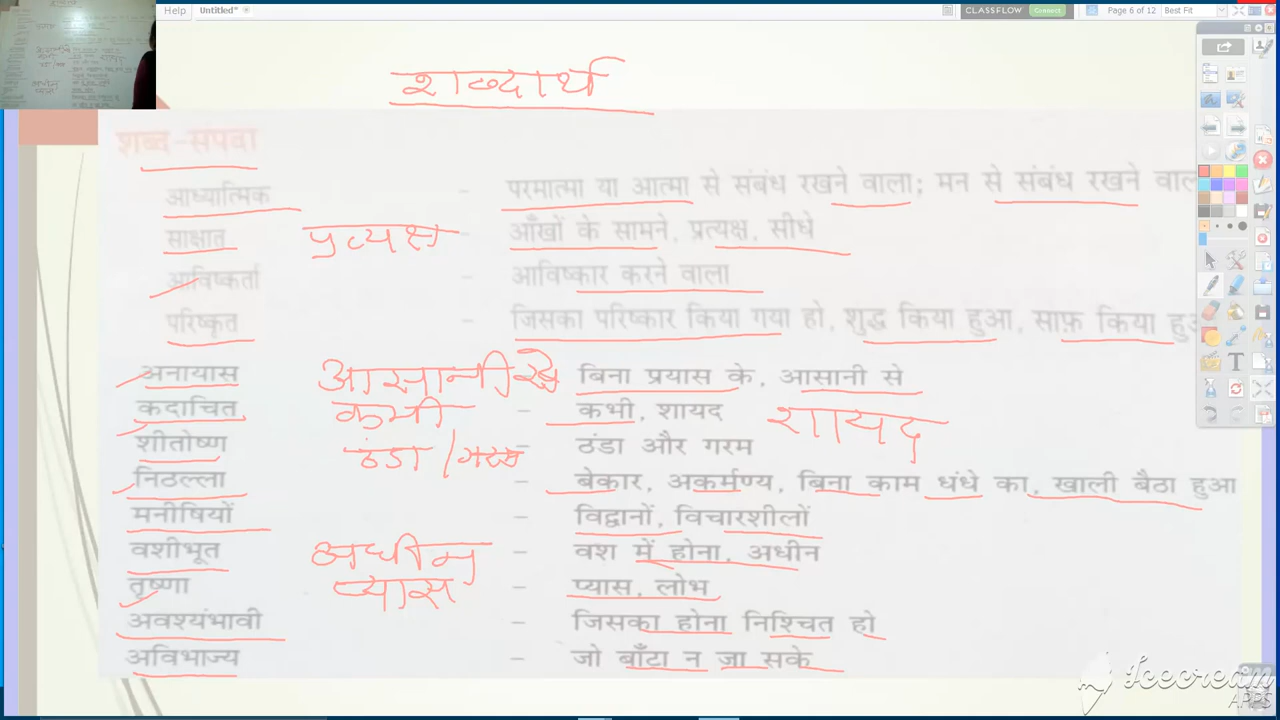 Help Untitled* CLASSFLOW Connect Page 6 of 12 Best Fit
शब्दार्थ
शब्द-संपदा
आध्यात्मिक - परमात्मा या आत्मा से संबंध रखने वाला; मन से संबंध रखने वाल
साक्षात प्रत्यक्ष - आँखों के सामने, प्रत्यक्ष, सीधे
आविष्कर्ता - आविष्कार करने वाला
परिष्कृत - जिसका परिष्कार किया गया हो, शुद्ध किया हुआ, साफ़ किया हु
अनायास आसानी से बिना प्रयास के, आसानी से
कदाचित कभी - कभी, शायद शायद
शीतोष्ण ठंडा / गरम - ठंडा और गरम
निठल्ला - बेकार, अकर्मण्य, बिना काम धंधे का, खाली बैठा हुआ
मनीषियों - विद्वानों, विचारशीलों
वशीभूत अधीन - वश में होना, अधीन
तृष्णा प्यास - प्यास, लोभ
अवश्यंभावी - जिसका होना निश्चित हो
अविभाज्य - जो बाँटा न जा सके
Icecream
APPS